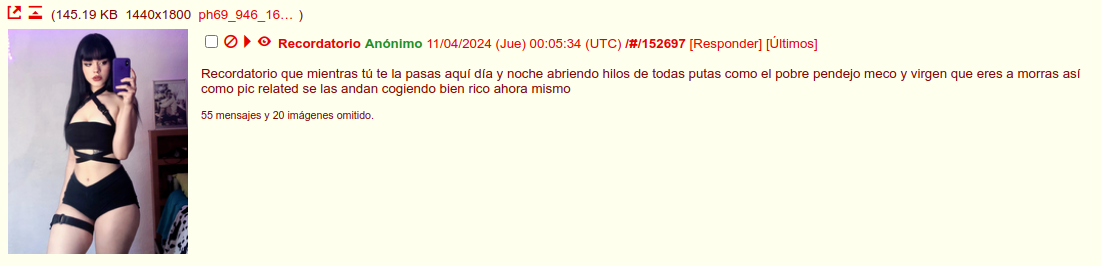 (145.19 KB 1440x1800 ph69_946_16… )
Recordatorio Anónimo 11/04/2024 (Jue) 00:05:34 (UTC) /#/152697 [Responder] [Últimos]
Recordatorio que mientras tú te la pasas aquí día y noche abriendo hilos de todas putas como el pobre pendejo meco y virgen que eres a morras así
como pic related se las andan cogiendo bien rico ahora mismo
55 mensajes y 20 imágenes omitido.